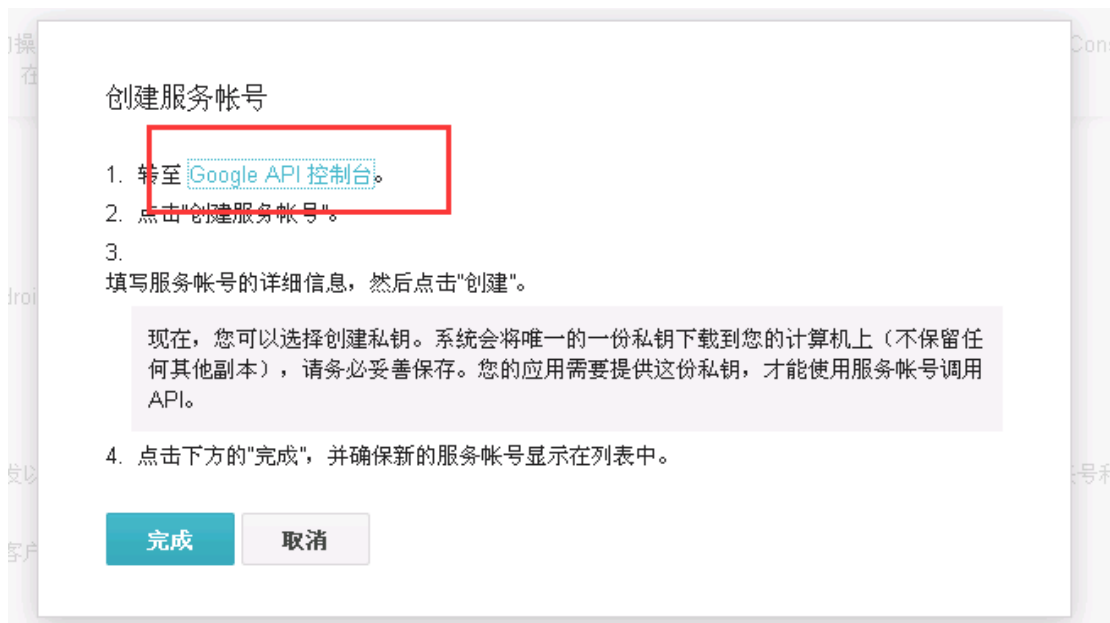 创建服务帐号
1. 转至 Google API 控制台。
2. 点击"创建服务帐号"。
3.
填写服务帐号的详细信息，然后点击"创建"。
现在，您可以选择创建私钥。系统会将唯一的一份私钥下载到您的计算机上（不保留任
何其他副本），请务必妥善保存。您的应用需要提供这份私钥，才能使用服务帐号调用
API。
4. 点击下方的"完成"，并确保新的服务帐号显示在列表中。
完成 取消